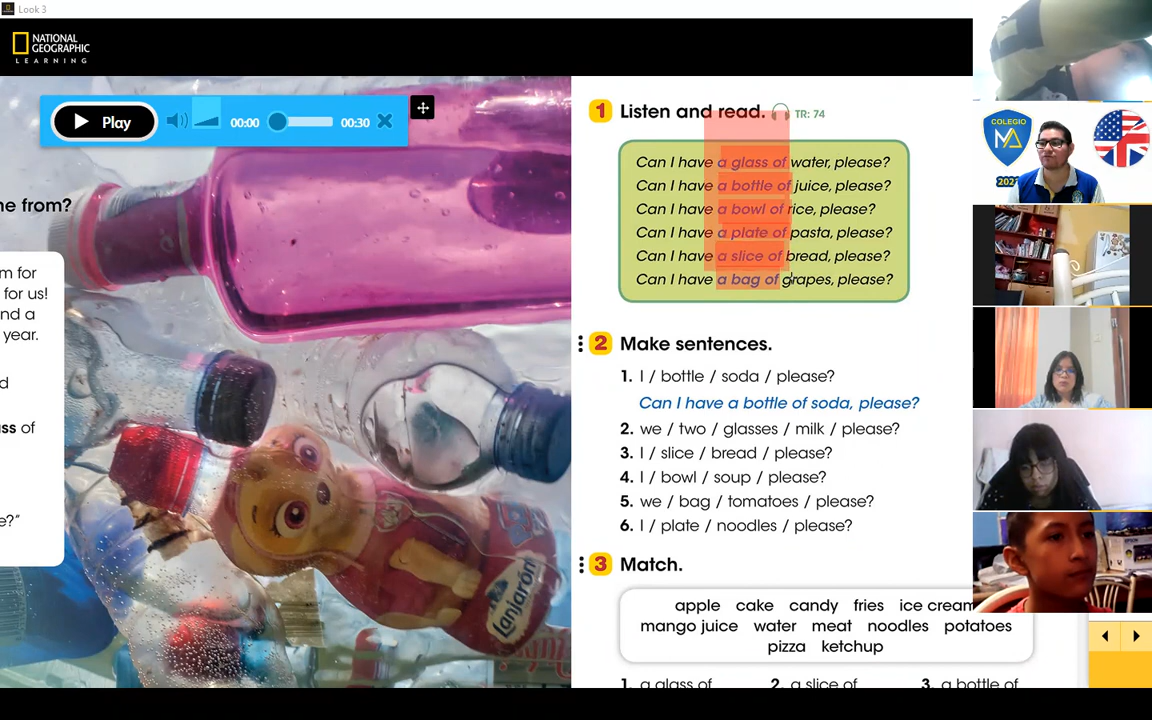 Look 3
NATIONAL
GEOGRAPHIC
LEARNING
Play
00:00
00:30
ne from?
m for
for us!
nd a
year.
d
ss of
e?"
Lanjarón
1 Listen and read. TR: 74
Can I have a glass of water, please?
Can I have a bottle of juice, please?
Can I have a bowl of rice, please?
Can I have a plate of pasta, please?
Can I have a slice of bread, please?
Can I have a bag of grapes, please?
2 Make sentences.
1. I / bottle / soda / please?
Can I have a bottle of soda, please?
2. we / two / glasses / milk / please?
3. I / slice / bread / please?
4. I / bowl / soup / please?
5. we / bag / tomatoes / please?
6. I / plate / noodles / please?
3 Match.
apple cake candy fries ice cream
mango juice water meat noodles potatoes
pizza ketchup
1. a glass of 2. a slice of 3. a bottle of
COLEGIO
MA